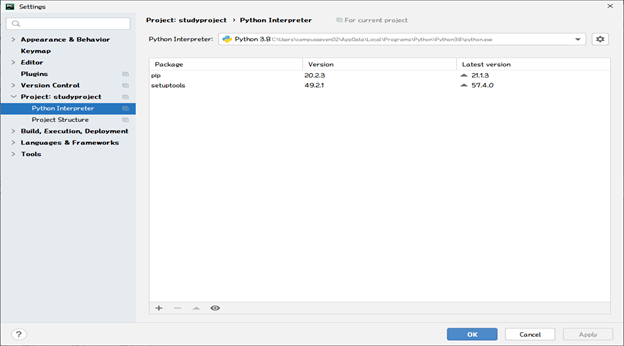 Settings
Appearance & Behavior
Keymap
Editor
Plugins
Version Control
Project: studyproject
Python Interpreter
Project Structure
Build, Execution, Deployment
Languages & Frameworks
Tools
Project: studyproject › Python Interpreter For current project
Python Interpreter: Python 3.8 C:\Users\campusseven02\AppData\Local\Programs\Python\Python38\python.exe
Package Version Latest version
pip 20.2.3 21.1.3
setuptools 49.2.1 57.4.0
? OK Cancel Apply